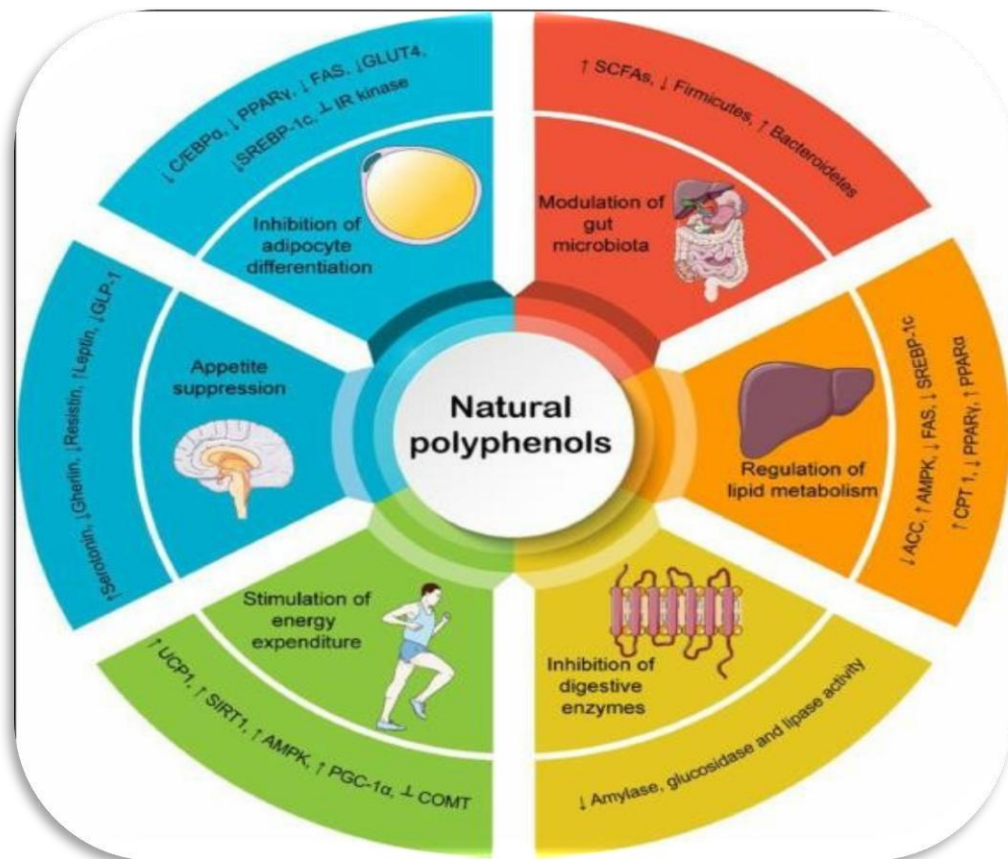 Natural
polyphenols
↓ C/EBPα, ↓ PPARγ, ↓ FAS, ↓GLUT4,
↓SREBP-1c, ┴ IR kinase
Inhibition of
adipocyte
differentiation
↑ SCFAs, ↓ Firmicutes, ↑ Bacteroidetes
Modulation of
gut
microbiota
↓ ACC, ↑ AMPK, ↓ FAS, ↓ SREBP-1c
↑ CPT 1, ↓ PPARγ, ↑ PPARα
Regulation of
lipid metabolism
Inhibition of
digestive
enzymes
↓ Amylase, glucosidase and lipase activity
Stimulation of
energy
expenditure
↑ UCP1, ↑ SIRT1, ↑ AMPK, ↑ PGC-1α, ┴ COMT
Appetite
suppression
↑Serotonin, ↓Gherlin, ↓Resistin, ↑Leptin, ↓GLP-1